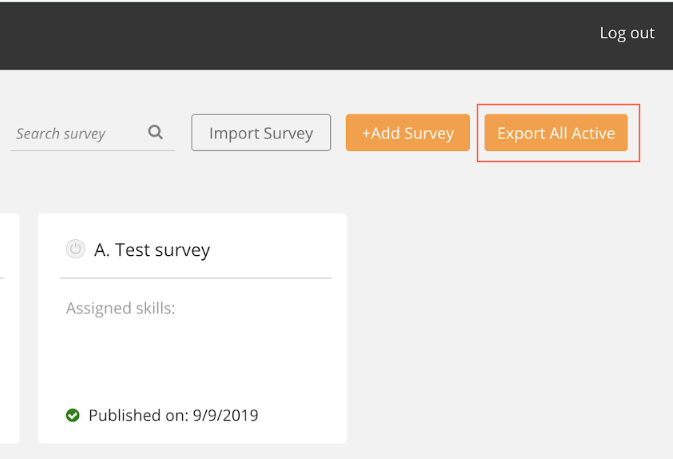 Log out
Search survey
Import Survey
+Add Survey
Export All Active
A. Test survey
Assigned skills:
Published on: 9/9/2019